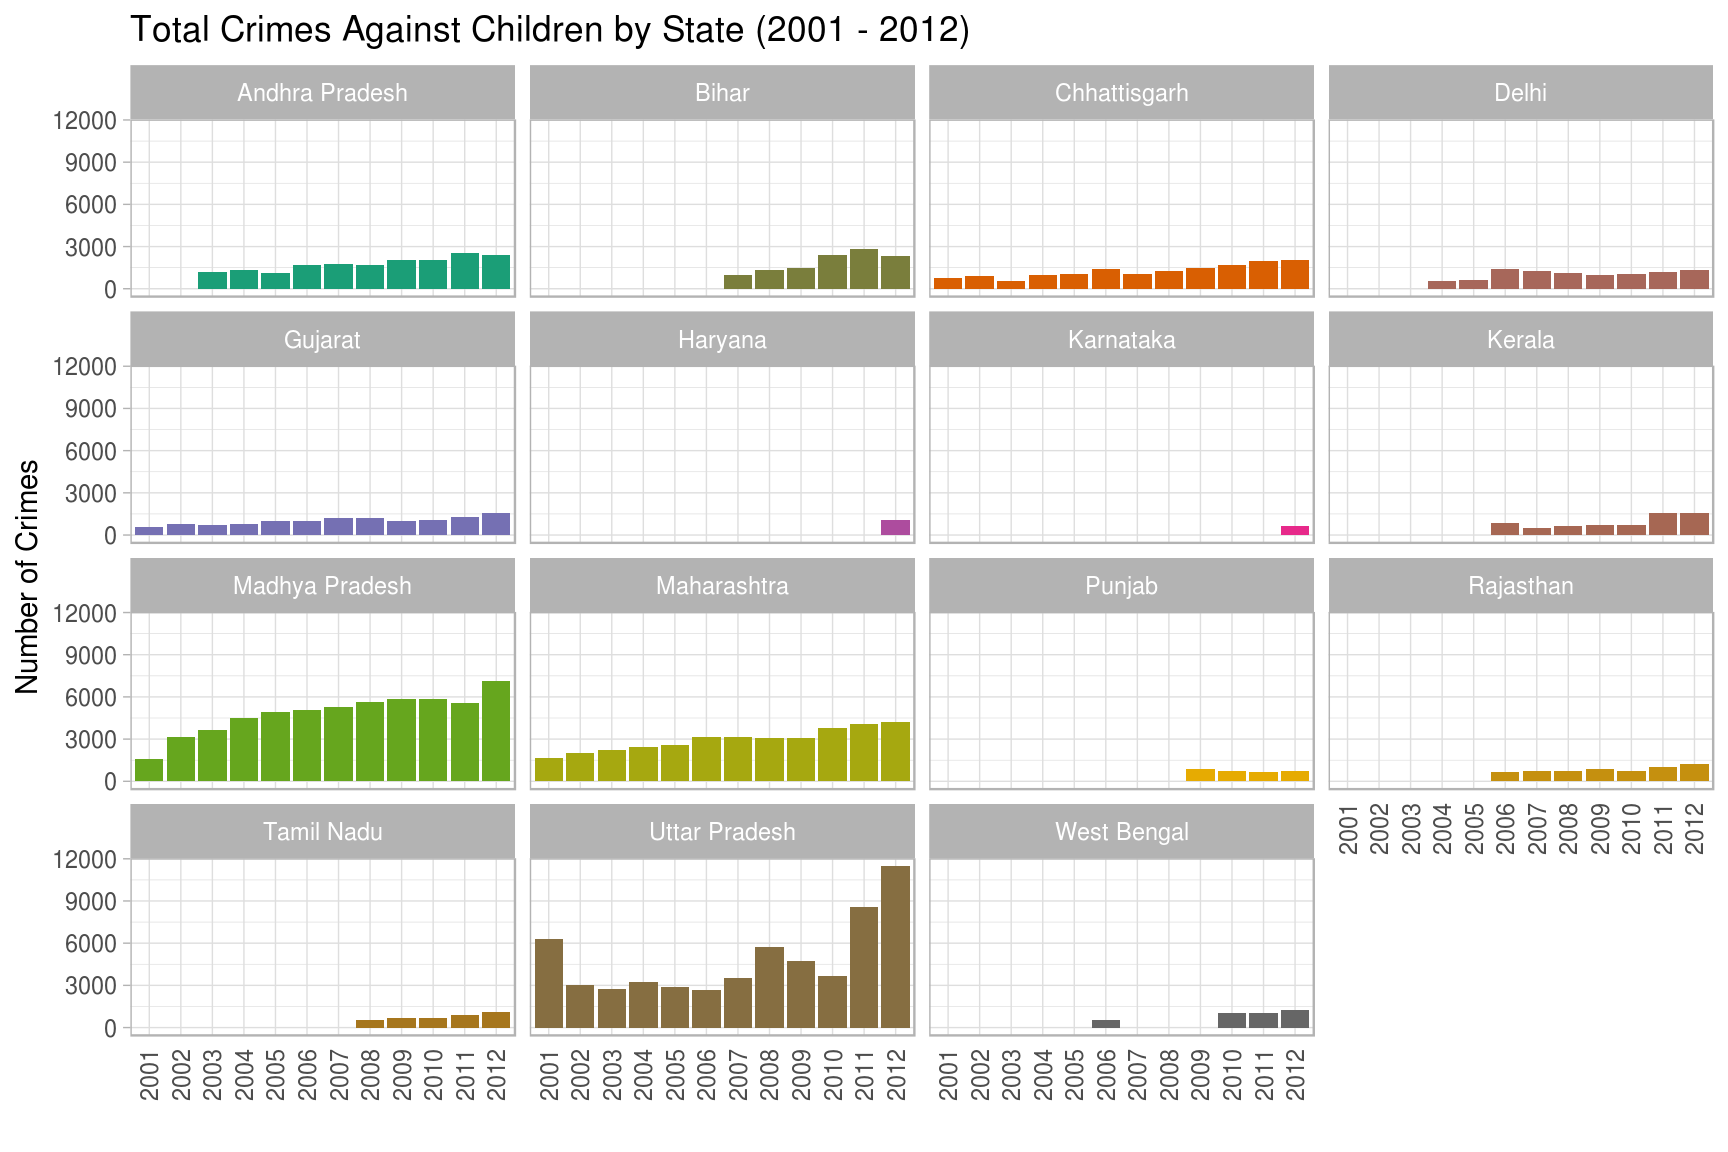 Total Crimes Against Children by State (2001 - 2012)
Andhra Pradesh Bihar Chhattisgarh Delhi
12000
9000
6000
3000
0
Gujarat Haryana Karnataka Kerala
12000
9000
6000
3000
0
Number of Crimes
Madhya Pradesh Maharashtra Punjab Rajasthan
12000
9000
6000
3000
0
2001 2002 2003 2004 2005 2006 2007 2008 2009 2010 2011 2012
Tamil Nadu Uttar Pradesh West Bengal
12000
9000
6000
3000
0
2001 2002 2003 2004 2005 2006 2007 2008 2009 2010 2011 2012 2001 2002 2003 2004 2005 2006 2007 2008 2009 2010 2011 2012 2001 2002 2003 2004 2005 2006 2007 2008 2009 2010 2011 2012